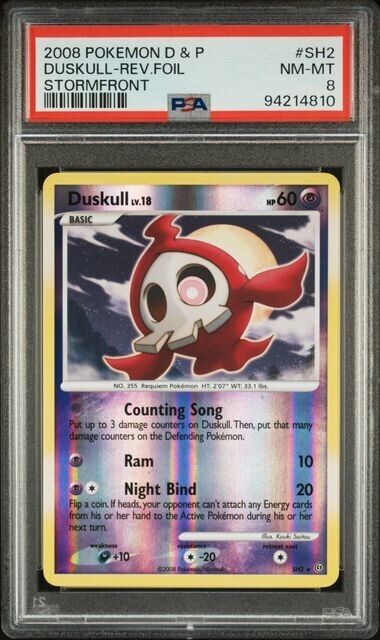 2008 POKEMON D & P #SH2
DUSKULL-REV.FOIL NM-MT
STORMFRONT 8
PSA 94214810
Duskull LV.18 HP 60
BASIC
NO. 355 Requiem Pokémon HT: 2'07" WT: 33.1 lbs.
Counting Song
Put up to 3 damage counters on Duskull. Then, put that many
damage counters on the Defending Pokémon.
Ram 10
Night Bind 20
Flip a coin. If heads, your opponent can't attach any Energy cards
from his or her hand to the Active Pokémon during his or her
next turn.
Illus. Kouki Saitou
weakness resistance retreat cost
+10 -20
©2008 Pokémon/Nintendo SH2
PSA